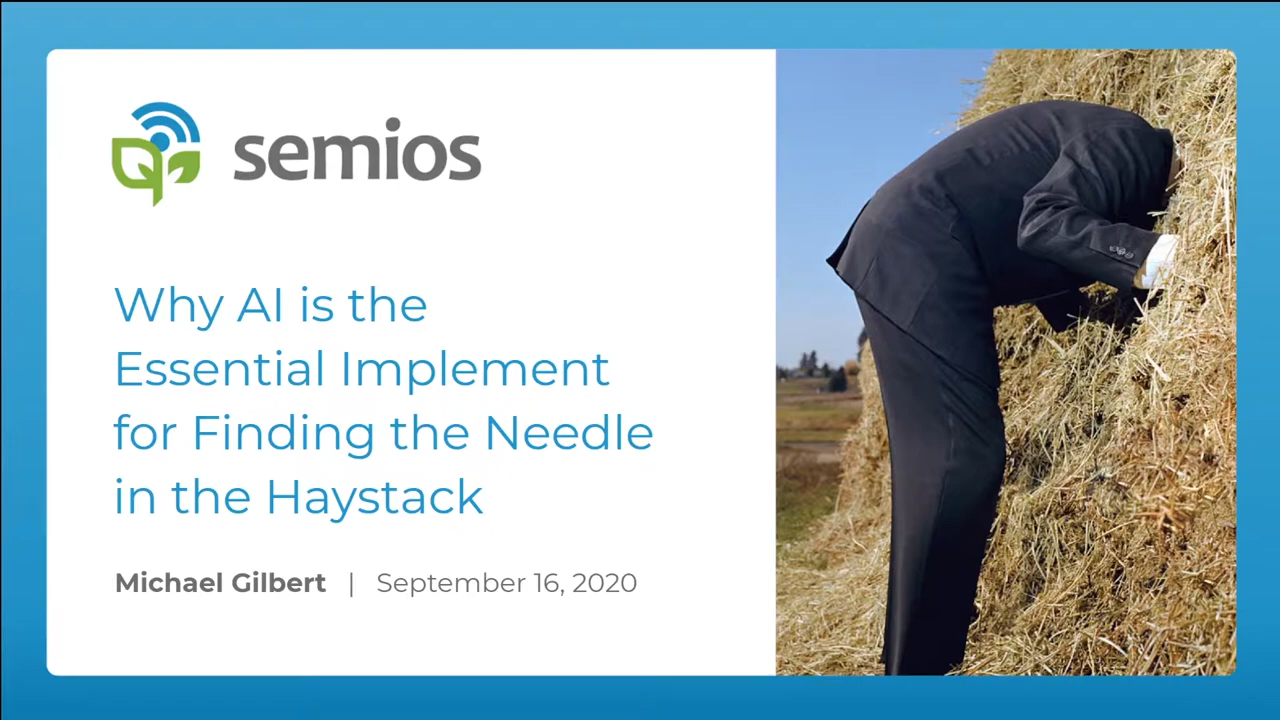 semios
Why AI is the
Essential Implement
for Finding the Needle
in the Haystack
Michael Gilbert | September 16, 2020